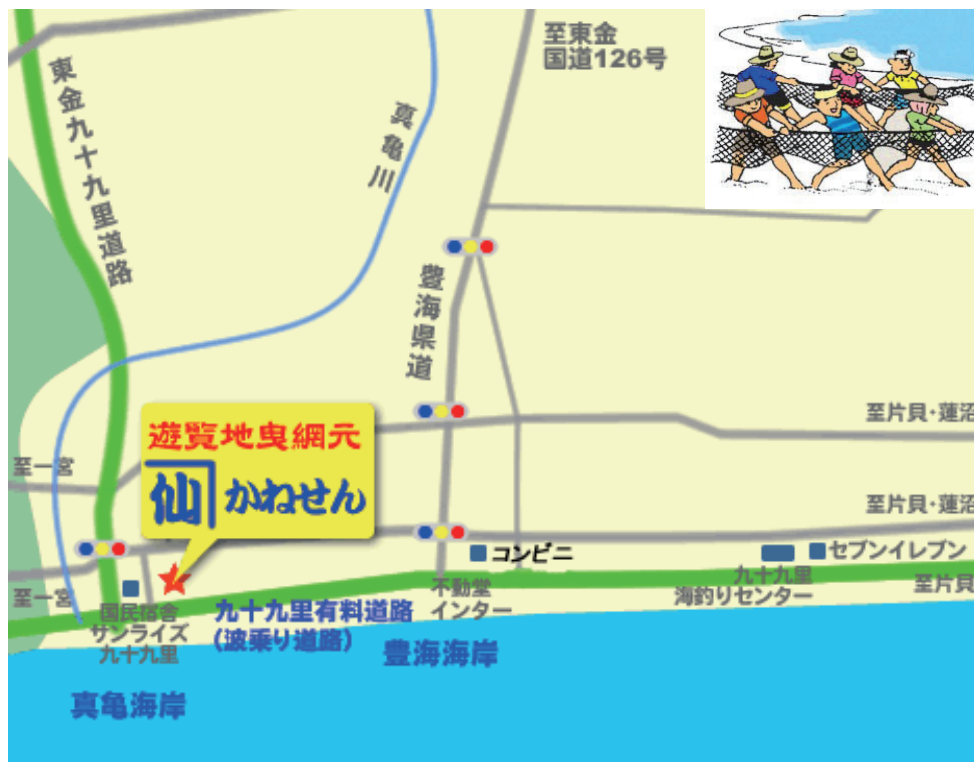 至東金
国道126号
東金九十九里道路
真亀川
豊海県道
至片貝・蓮沼
遊覧地曳網元
仙 かねせん
至一宮
至片貝・蓮沼
コンビニ
セブンイレブン
九十九里
海釣りセンター
至片貝
至一宮
国民宿舎
サンライズ
九十九里
九十九里有料道路
(波乗り道路)
不動堂
インター
豊海海岸
真亀海岸